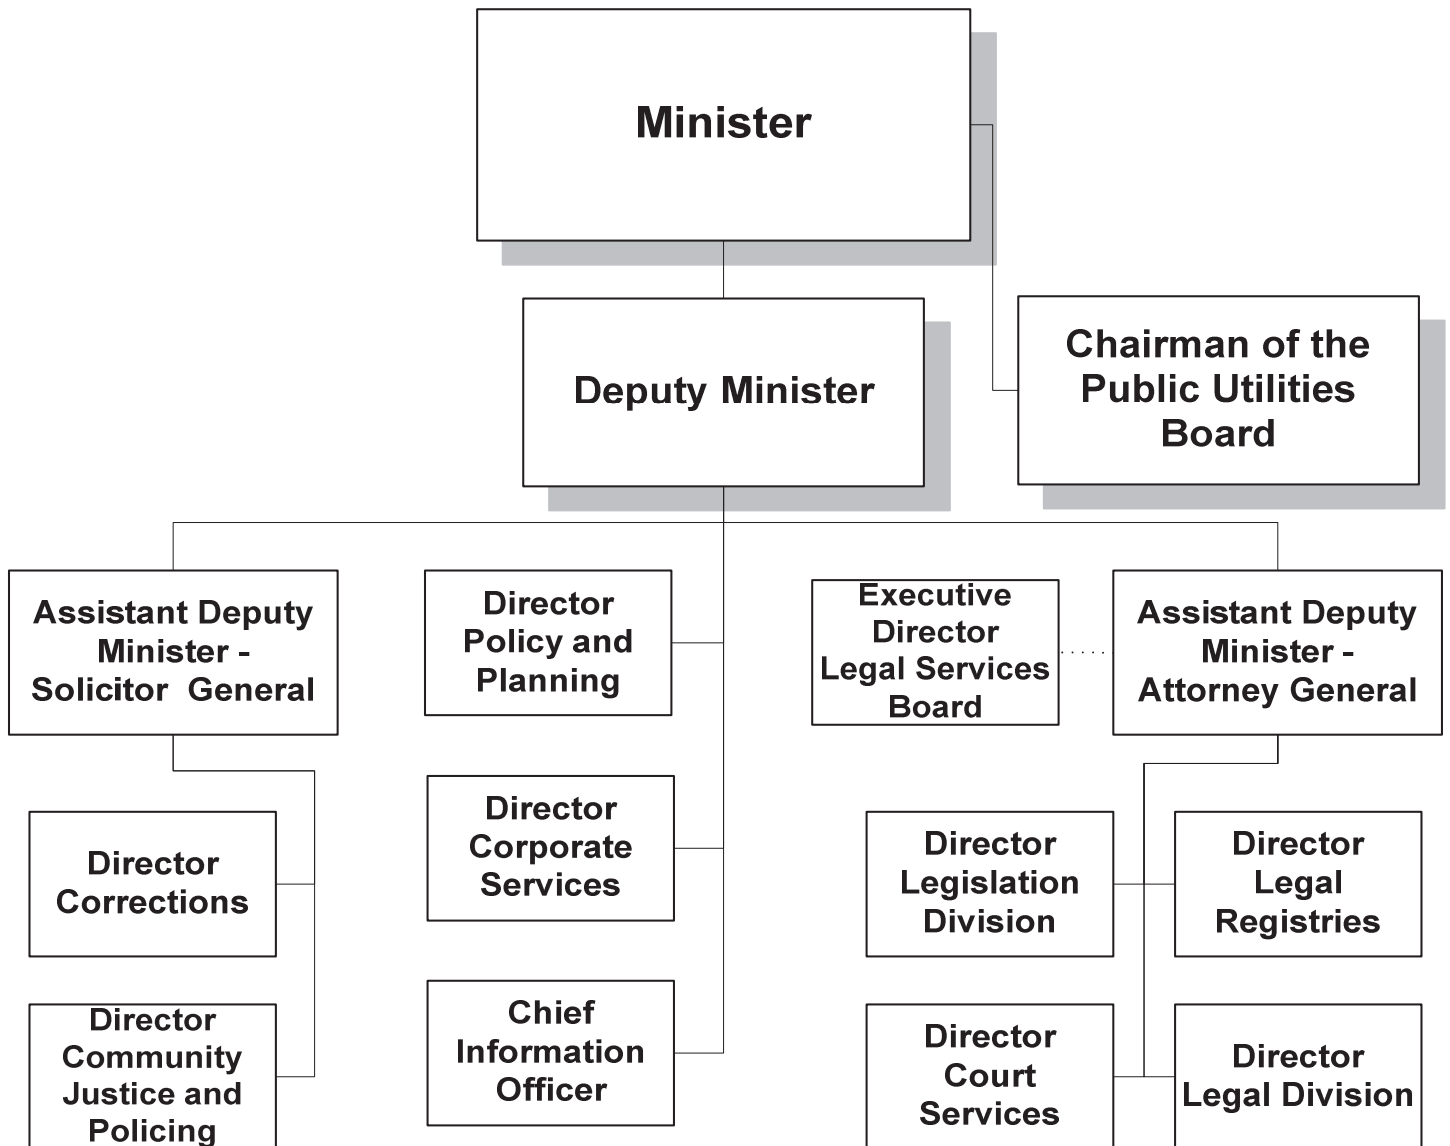 Minister
Deputy Minister
Chairman of the
Public Utilities
Board
Assistant Deputy
Minister -
Solicitor General
Director
Policy and
Planning
Executive
Director
Legal Services
Board
Assistant Deputy
Minister -
Attorney General
Director
Corrections
Director
Corporate
Services
Director
Legislation
Division
Director
Legal
Registries
Director
Community
Justice and
Policing
Chief
Information
Officer
Director
Court
Services
Director
Legal Division